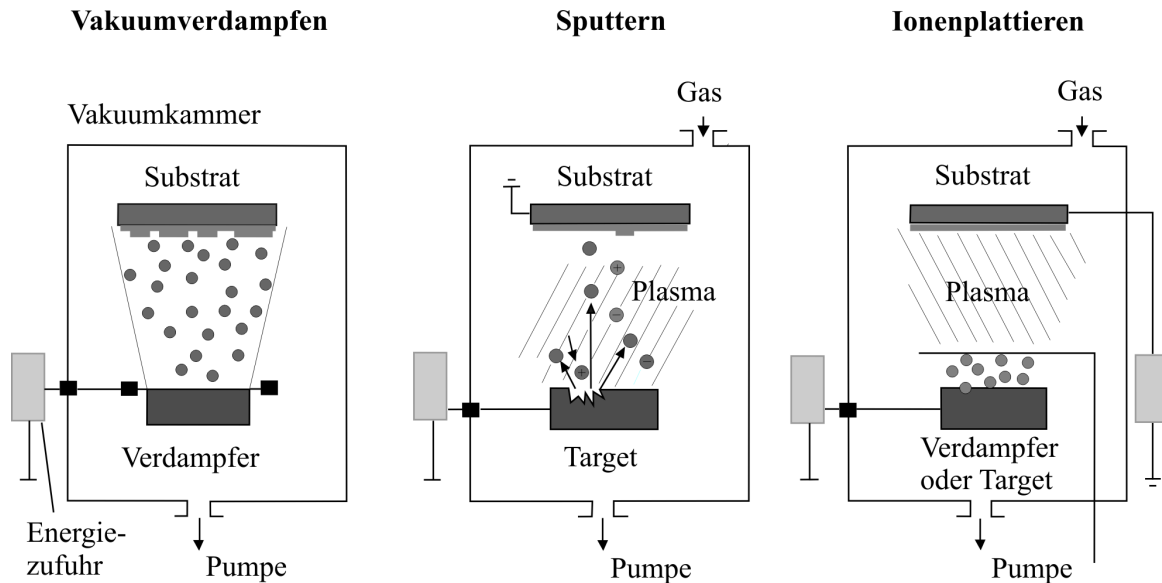 Vakuumverdampfen
Vakuumkammer
Substrat
Verdampfer
Energie-
zufuhr
Pumpe
Sputtern
Gas
Substrat
Plasma
+
−
+
−
Target
Pumpe
Ionenplattieren
Gas
Substrat
Plasma
Verdampfer
oder Target
Pumpe